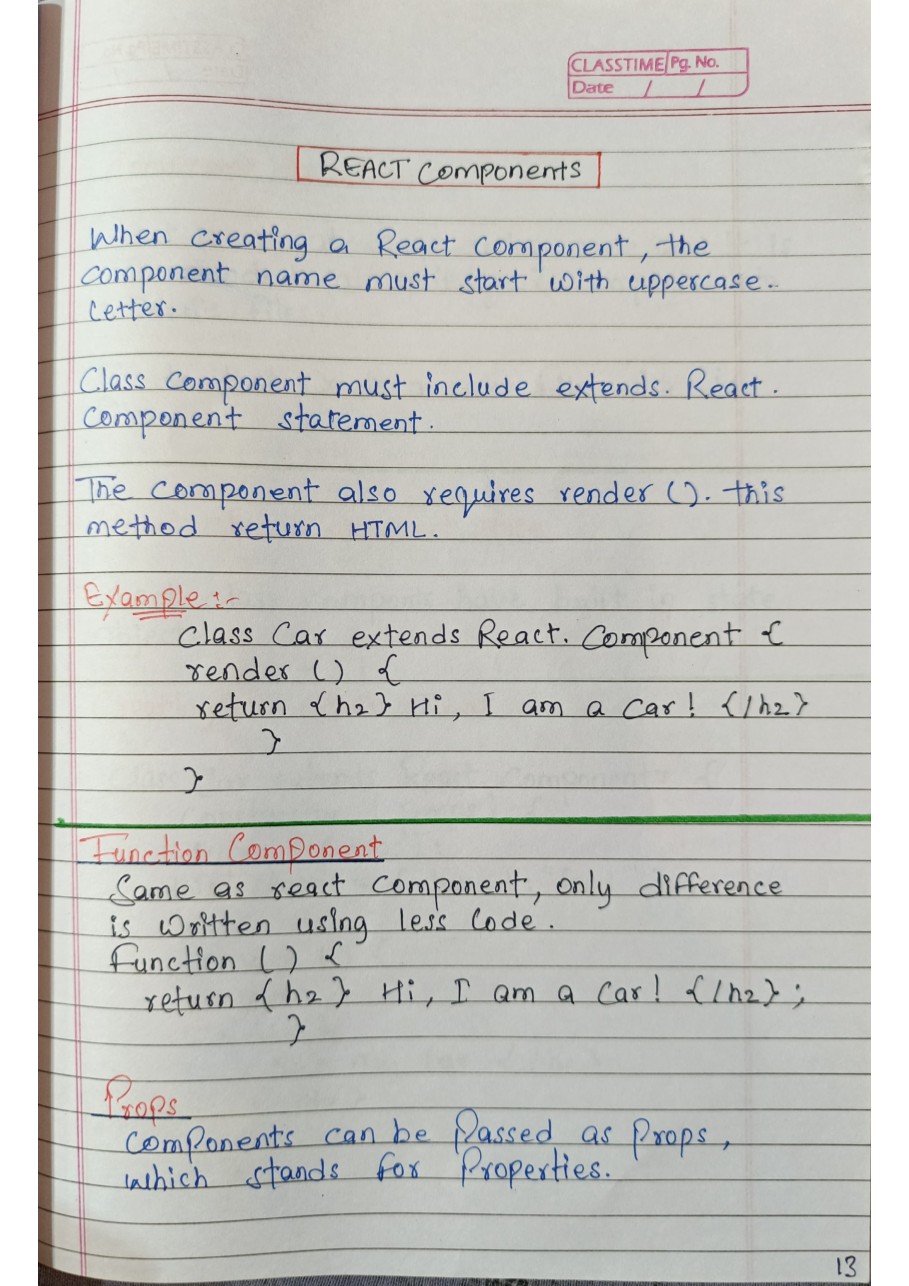 CLASSTIME Pg. No.
Date / /
REACT Components
When creating a React Component, the
component name must start with uppercase..
Letter.
Class Component must include extends. React.
Component statement.
The Component also requires render (). this
method return HTML.
Example :-
Class Car extends React. Component {
render () {
return {h2} Hi, I am a Car! {/h2}
}
}
Function Component
Same as react Component, only difference
is written using less Code.
Function () {
return {h2} Hi, I am a Car! {/h2};
}
Props
Components can be Passed as Props,
which stands for Properties.
13